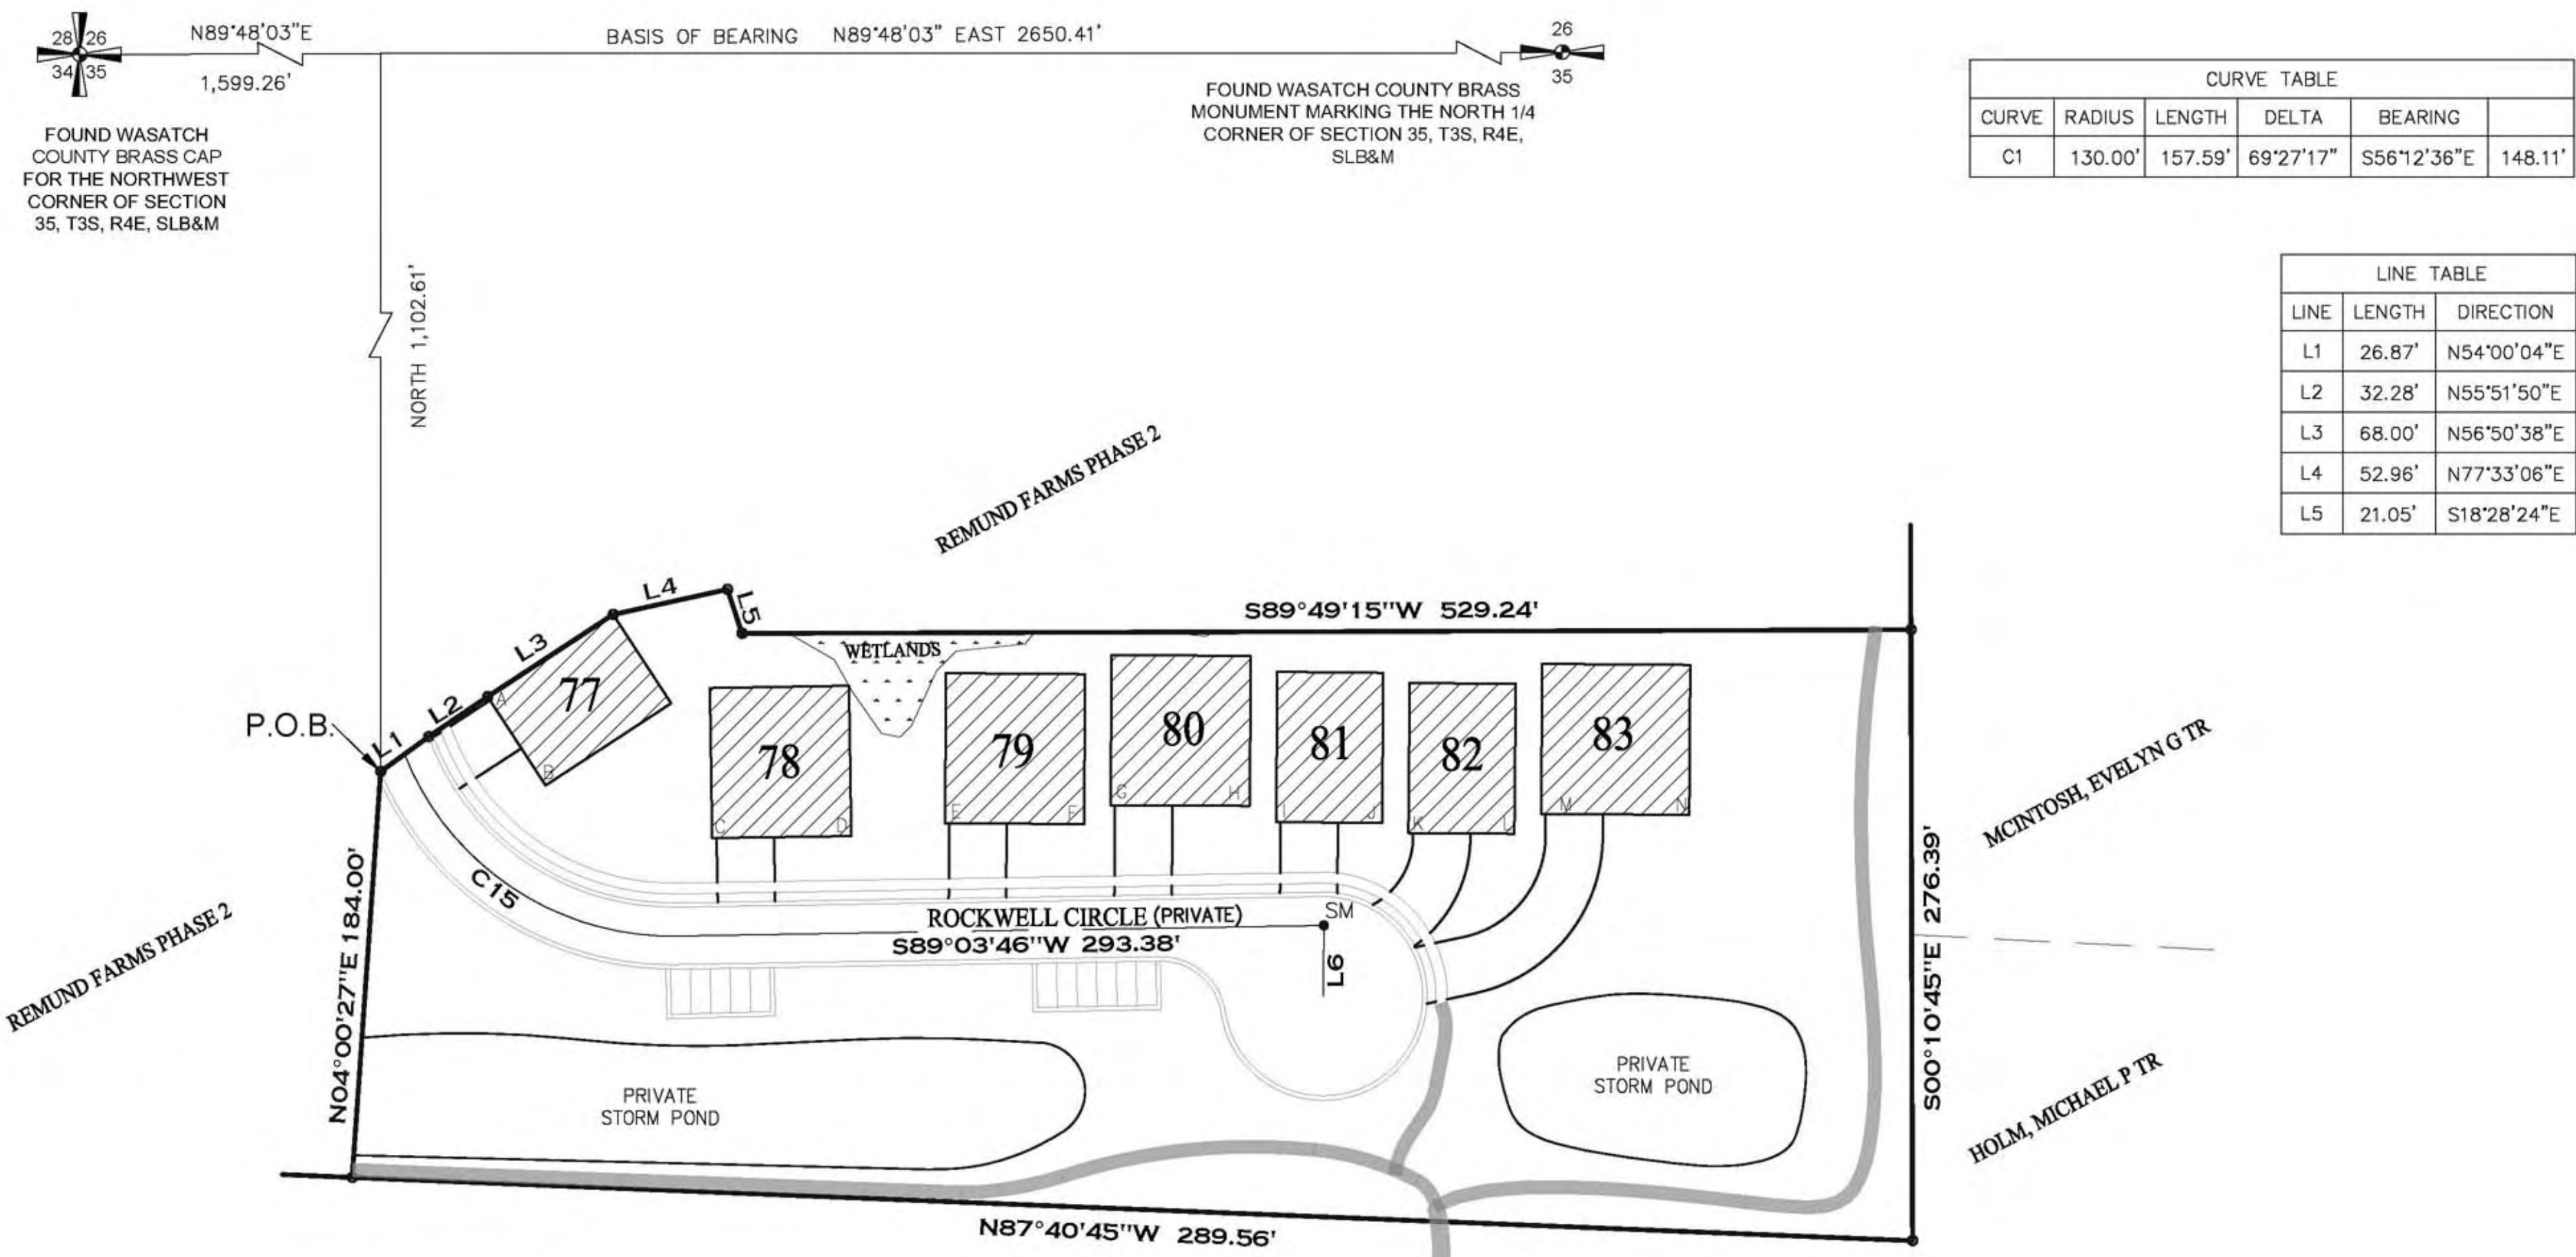 28 26
34 35
N89°48'03"E
1,599.26'
BASIS OF BEARING N89°48'03" EAST 2650.41'
26
35
FOUND WASATCH
COUNTY BRASS CAP
FOR THE NORTHWEST
CORNER OF SECTION
35, T3S, R4E, SLB&M
FOUND WASATCH COUNTY BRASS
MONUMENT MARKING THE NORTH 1/4
CORNER OF SECTION 35, T3S, R4E,
SLB&M
CURVE TABLE
CURVE RADIUS LENGTH DELTA BEARING
C1 130.00' 157.59' 69°27'17" S56°12'36"E 148.11'
LINE TABLE
LINE LENGTH DIRECTION
L1 26.87' N54°00'04"E
L2 32.28' N55°51'50"E
L3 68.00' N56°50'38"E
L4 52.96' N77°33'06"E
L5 21.05' S18°28'24"E
NORTH 1,102.61'
REMUND FARMS PHASE 2
L4
L5
L3
L2
L1
P.O.B.
S89°49'15"W 529.24'
WETLANDS
77
A
B
78
C
D
79
E
F
80
G
H
81
I
J
82
K
L
83
M
N
MCINTOSH, EVELYN G TR
C15
ROCKWELL CIRCLE (PRIVATE)
S89°03'46"W 293.38'
SM
L6
REMUND FARMS PHASE 2
N04°00'27"E 184.00'
S00°10'45"E 276.39'
PRIVATE
STORM POND
PRIVATE
STORM POND
HOLM, MICHAEL P TR
N87°40'45"W 289.56'